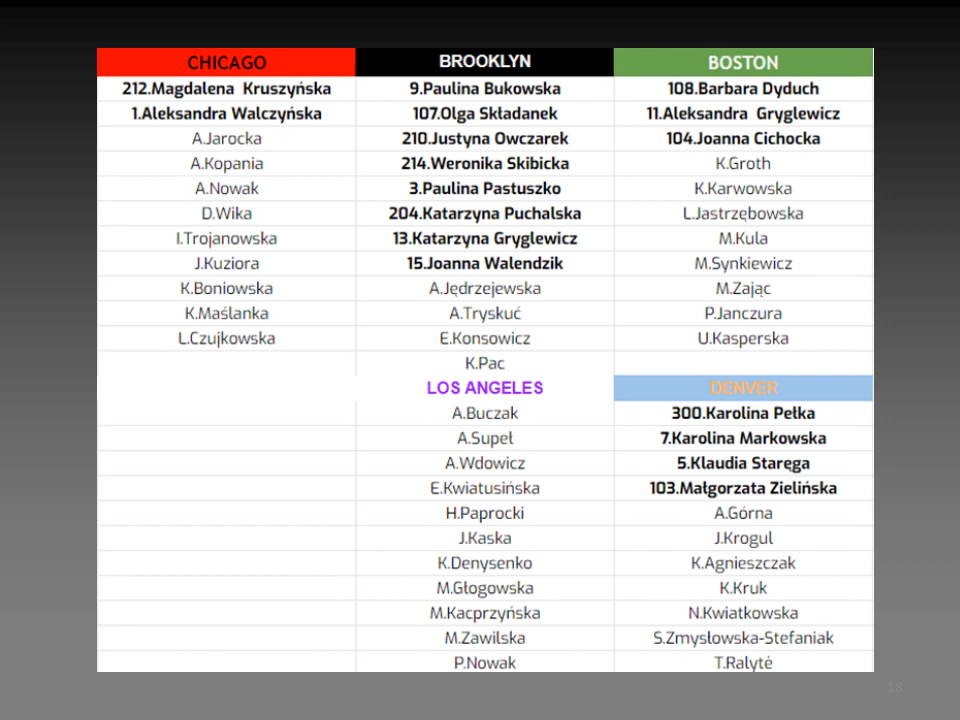 CHICAGO BROOKLYN BOSTON
212.Magdalena Kruszyńska 9.Paulina Bukowska 108.Barbara Dyduch
1.Aleksandra Walczyńska 107.Olga Składanek 11.Aleksandra Gryglewicz
A.Jarocka 210.Justyna Owczarek 104.Joanna Cichocka
A.Kopania 214.Weronika Skibicka K.Groth
A.Nowak 3.Paulina Pastuszko K.Karwowska
D.Wika 204.Katarzyna Puchalska L.Jastrzębowska
I.Trojanowska 13.Katarzyna Gryglewicz M.Kula
J.Kuziora 15.Joanna Walendzik M.Synkiewicz
K.Boniowska A.Jędrzejewska M.Zając
K.Maślanka A.Tryskuć P.Janczura
L.Czujkowska E.Konsowicz U.Kasperska
K.Pac
LOS ANGELES DENVER
A.Buczak 300.Karolina Pełka
A.Supeł 7.Karolina Markowska
A.Wdowicz 5.Klaudia Staręga
E.Kwiatusińska 103.Małgorzata Zielińska
H.Paprocki A.Górna
J.Kaska J.Krogul
K.Denysenko K.Agnieszczak
M.Głogowska K.Kruk
M.Kacprzyńska N.Kwiatkowska
M.Zawilska S.Zmysłowska-Stefaniak
P.Nowak T.Ralytė
18